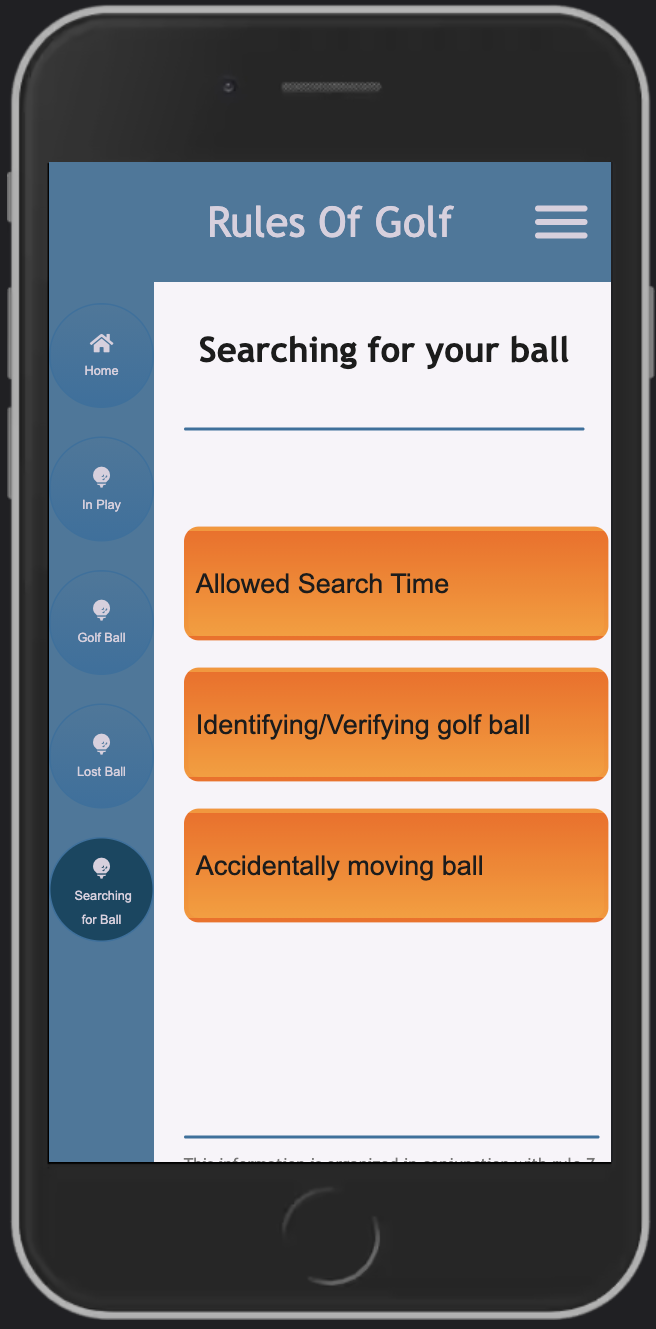 Rules Of Golf
Home
In Play
Golf Ball
Lost Ball
Searching
for Ball
Searching for your ball
Allowed Search Time
Identifying/Verifying golf ball
Accidentally moving ball
This information is organized in conjunction with rule 7